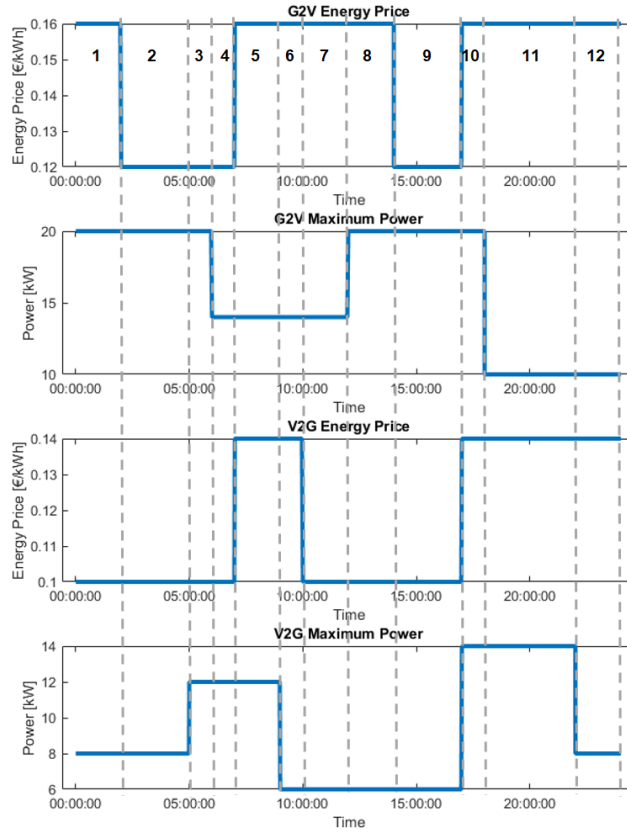 G2V Energy Price
Energy Price [€/kWh]
0.16
0.15
0.14
0.13
0.12
1 2 3 4 5 6 7 8 9 10 11 12
00:00:00 05:00:00 10:00:00 15:00:00 20:00:00
Time
G2V Maximum Power
Power [kW]
20
15
10
00:00:00 05:00:00 10:00:00 15:00:00 20:00:00
Time
V2G Energy Price
Energy Price [€/kWh]
0.14
0.13
0.12
0.11
0.1
00:00:00 05:00:00 10:00:00 15:00:00 20:00:00
Time
V2G Maximum Power
Power [kW]
14
12
10
8
6
00:00:00 05:00:00 10:00:00 15:00:00 20:00:00
Time